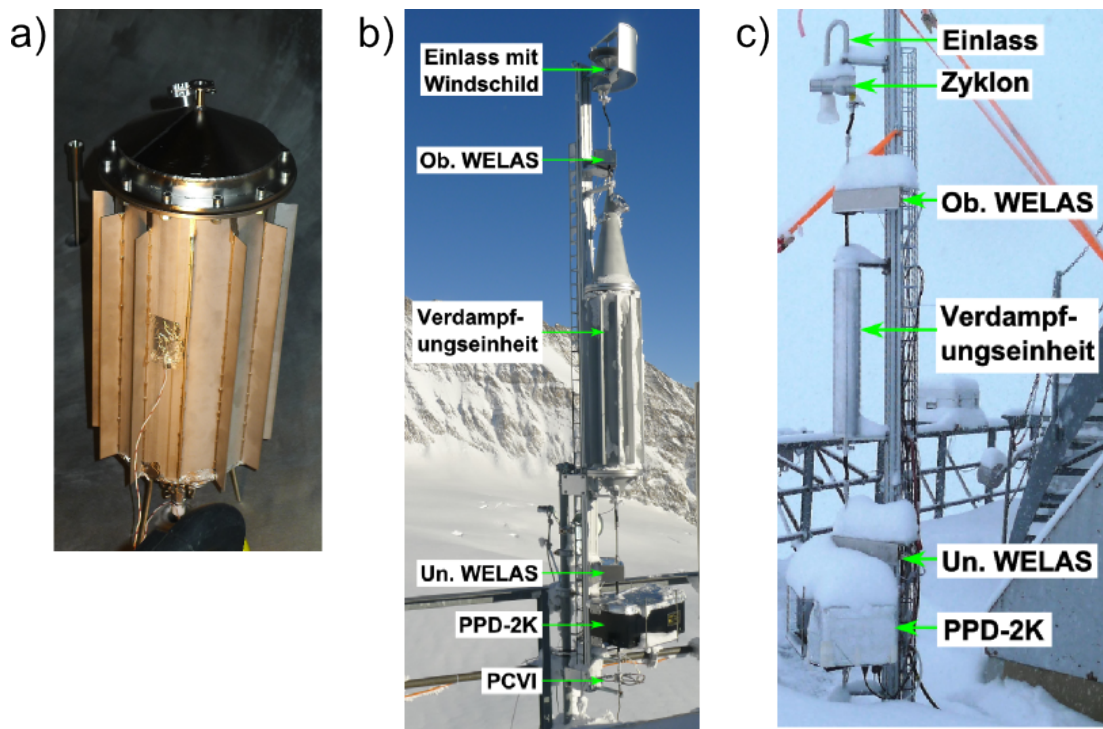 a)
b)
Einlass mit
Windschild
Ob. WELAS
Verdampf-
ungseinheit
Un. WELAS
PPD-2K
PCVI
c)
Einlass
Zyklon
Ob. WELAS
Verdampf-
ungseinheit
Un. WELAS
PPD-2K